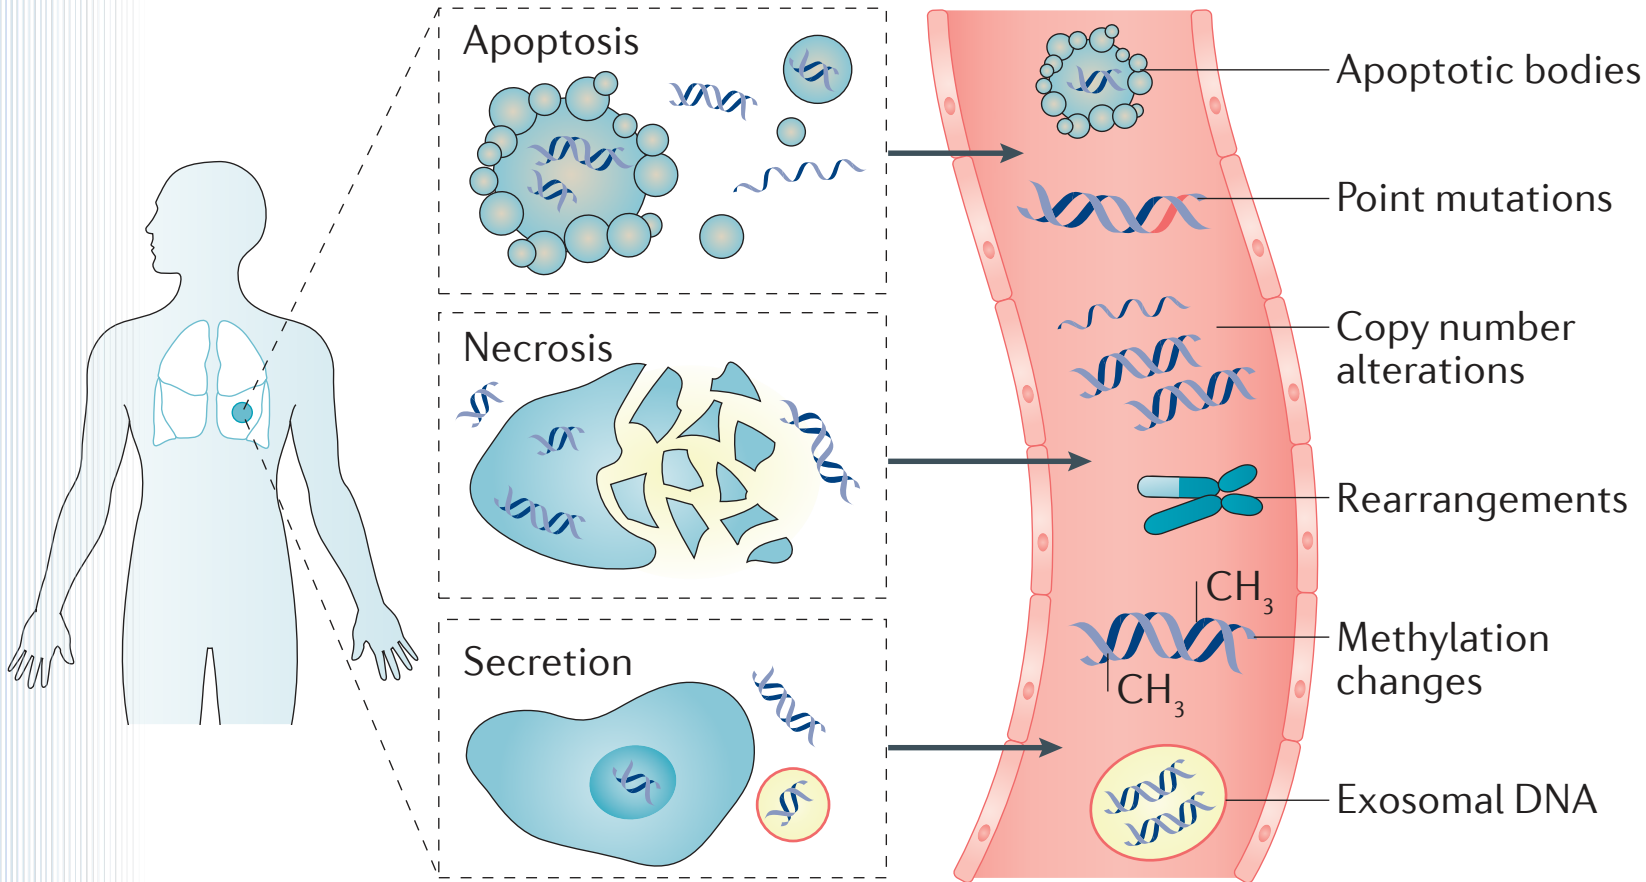 Apoptosis
Necrosis
Secretion
Apoptotic bodies
Point mutations
Copy number
alterations
Rearrangements
CH₃
CH₃
Methylation
changes
Exosomal DNA